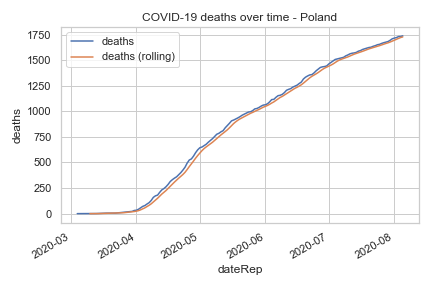 COVID-19 deaths over time - Poland
deaths
deaths (rolling)
1750
1500
1250
1000
750
500
250
0
deaths
2020-03
2020-04
2020-05
2020-06
2020-07
2020-08
dateRep